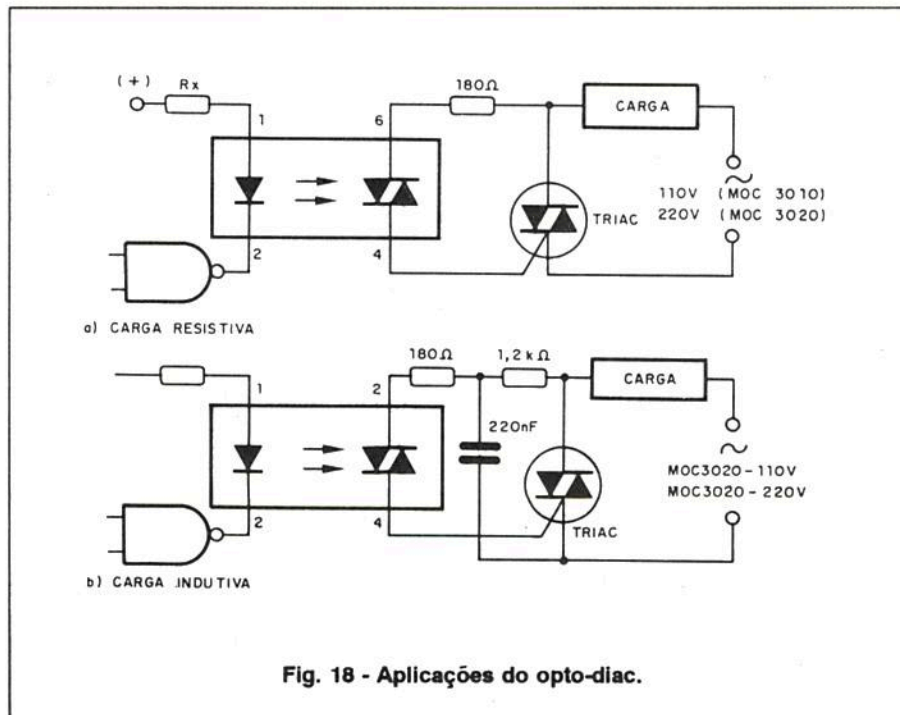 (+)
Rx
1
6
180Ω
CARGA
110V (MOC 3010)
220V (MOC 3020)
TRIAC
2
4
a) CARGA RESISTIVA
1
2
180Ω
1,2 kΩ
CARGA
220nF
MOC3020-110V
MOC3020-220V
2
4
TRIAC
b) CARGA INDUTIVA
Fig. 18 - Aplicações do opto-diac.